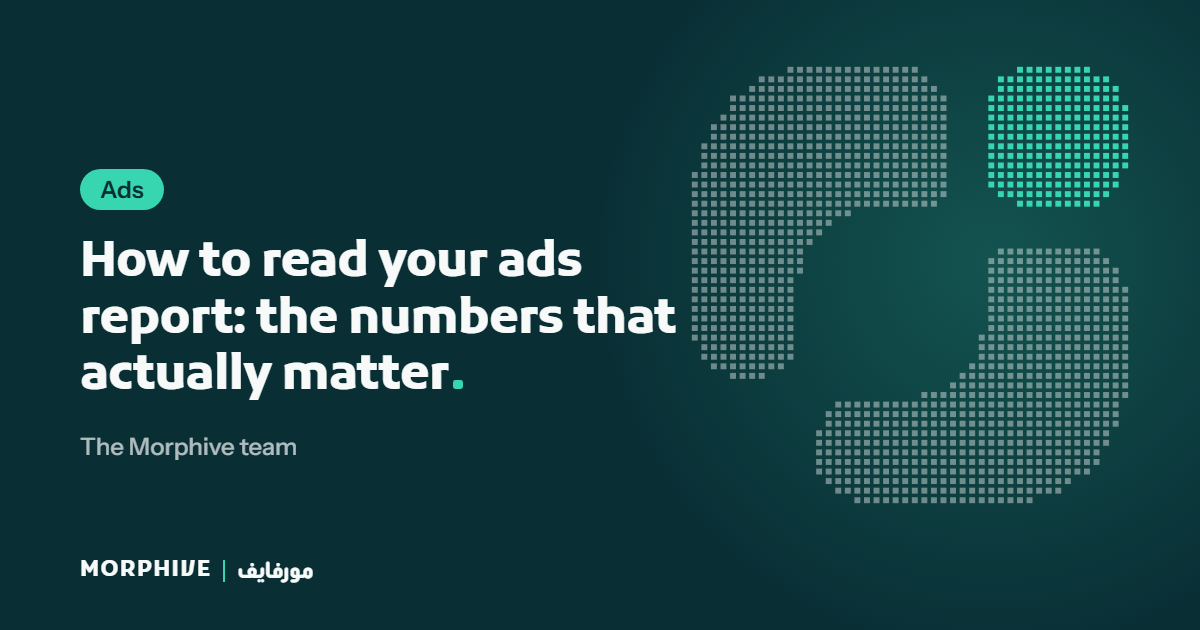 Ads
How to read your ads
report: the numbers that
actually matter.
The Morphive team
MORPHIVE | مورفايف